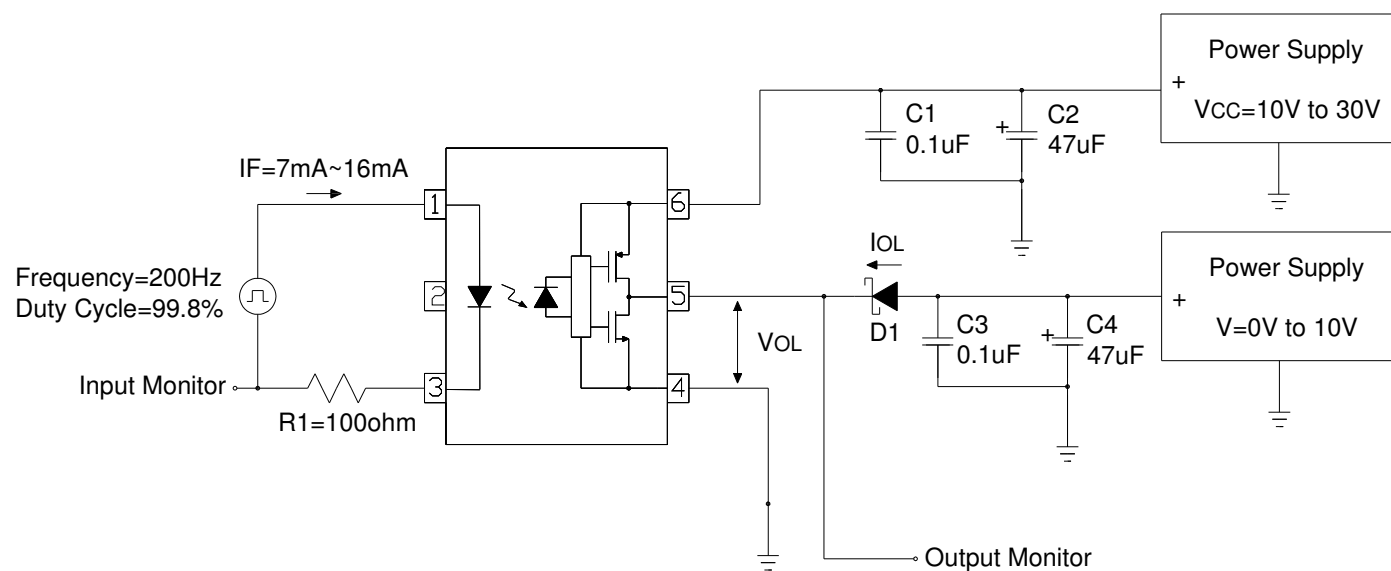 Power Supply
+
VCC=10V to 30V
C1
0.1uF
+
C2
47uF
IF=7mA~16mA
1
6
Frequency=200Hz
Duty Cycle=99.8%
2
5
IOL
D1
VOL
C3
0.1uF
+
C4
47uF
Power Supply
+
V=0V to 10V
Input Monitor
3
4
R1=100ohm
Output Monitor